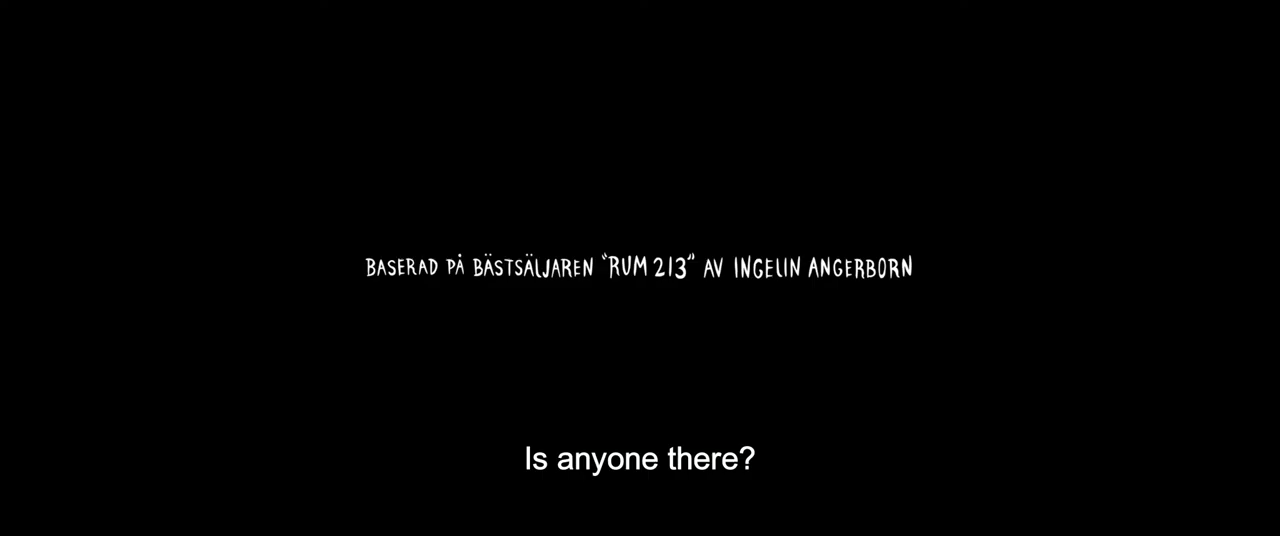 BASERAD PÅ BÄSTSÄLJAREN "RUM 213" AV INGELIN ANGERBORN
Is anyone there?